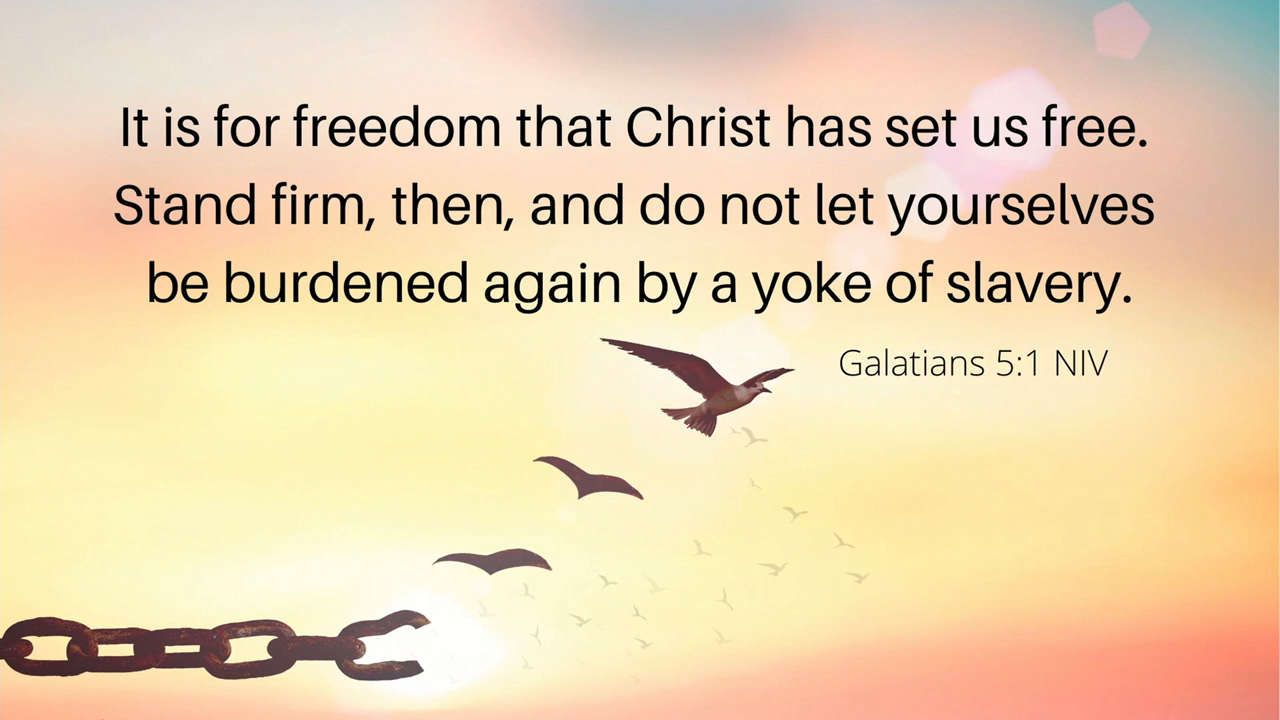 It is for freedom that Christ has set us free.
Stand firm, then, and do not let yourselves
be burdened again by a yoke of slavery.
Galatians 5:1 NIV